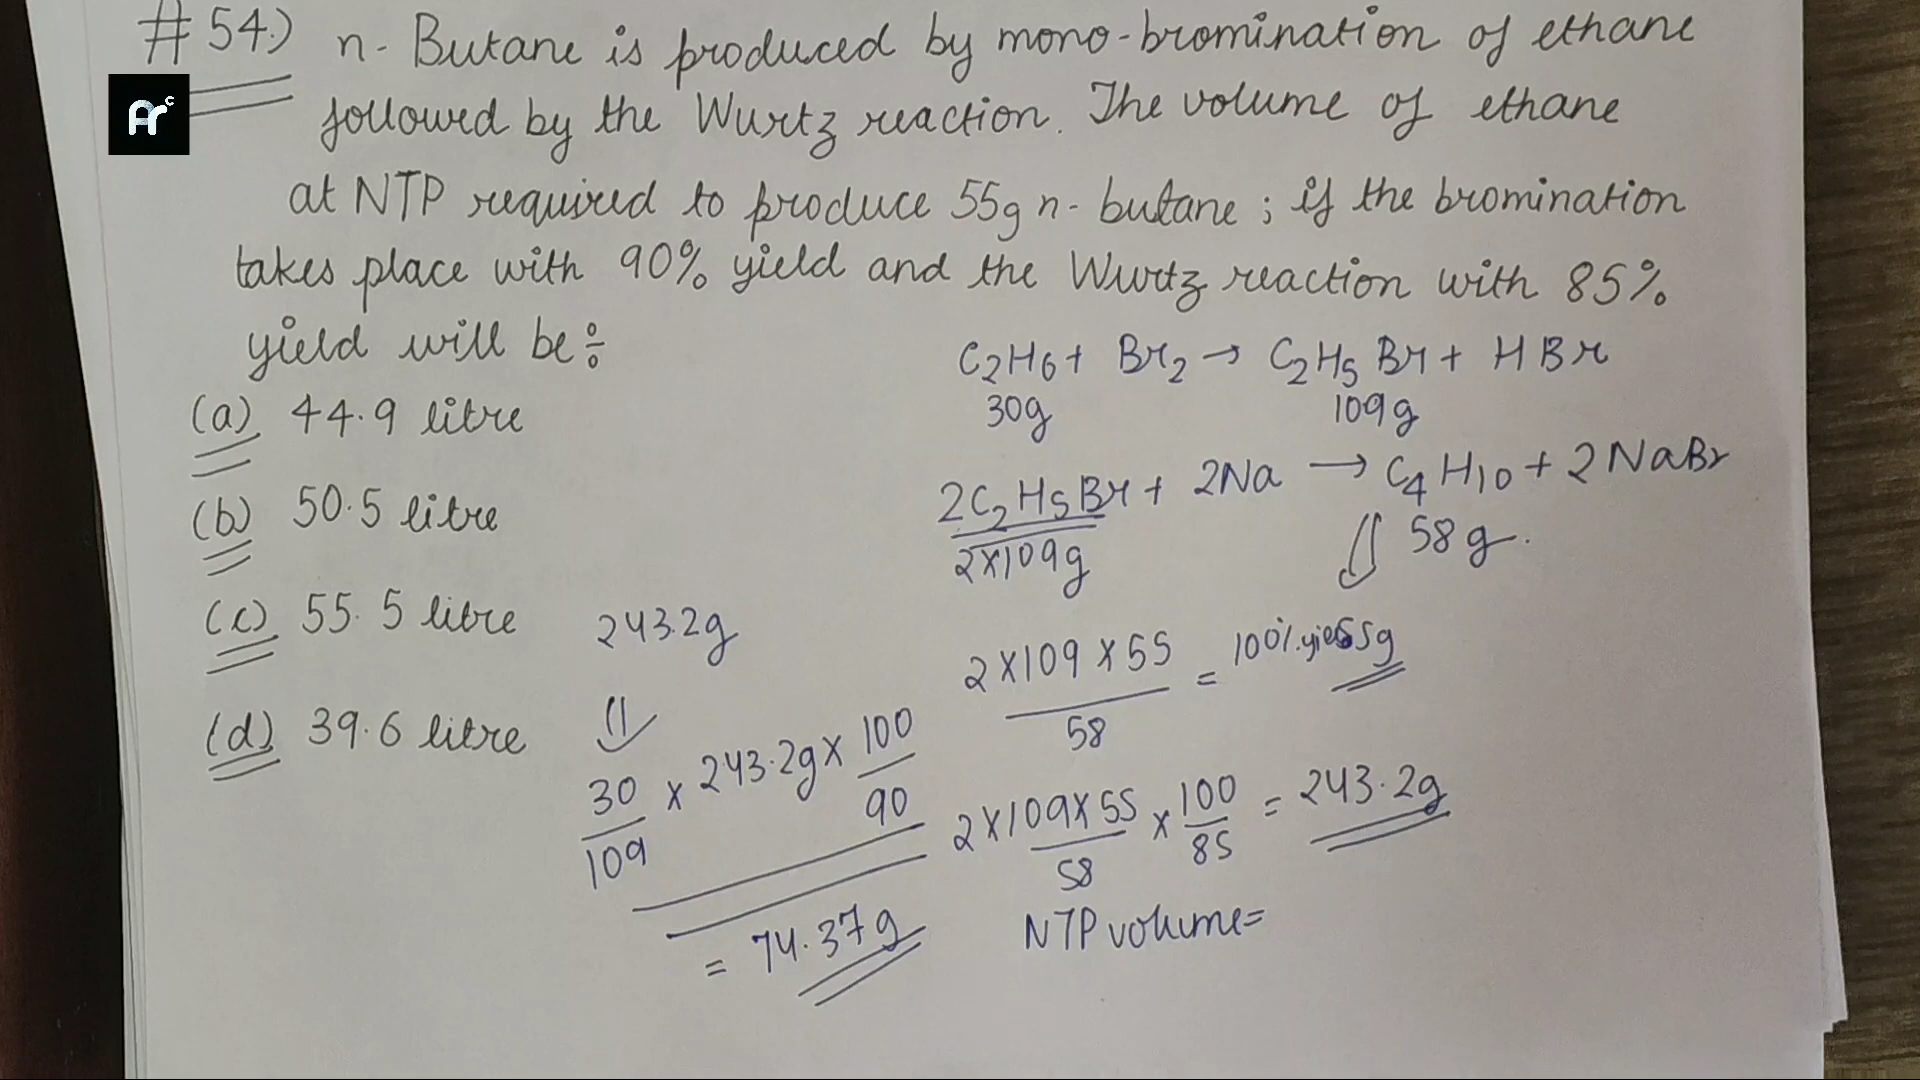 #54.) n-Butane is produced by mono-bromination of ethane
followed by the Wurtz reaction. The volume of ethane
at NTP required to produce 55g n-butane ; if the bromination
takes place with 90% yield and the Wurtz reaction with 85%
yield will be:
(a) 44.9 litre
(b) 50.5 litre
(c) 55.5 litre
(d) 39.6 litre
C2H6 + Br2 → C2H5Br + HBr
30g 109g
2C2H5Br + 2Na → C4H10 + 2NaBr
2×109g 58g.
2×109×55/58 = 100%.yie 55g
2×109×55/58 × 100/85 = 243.2g
243.2g
30/109 × 243.2g × 100/90
= 74.37g
NTP volume=
Ar c